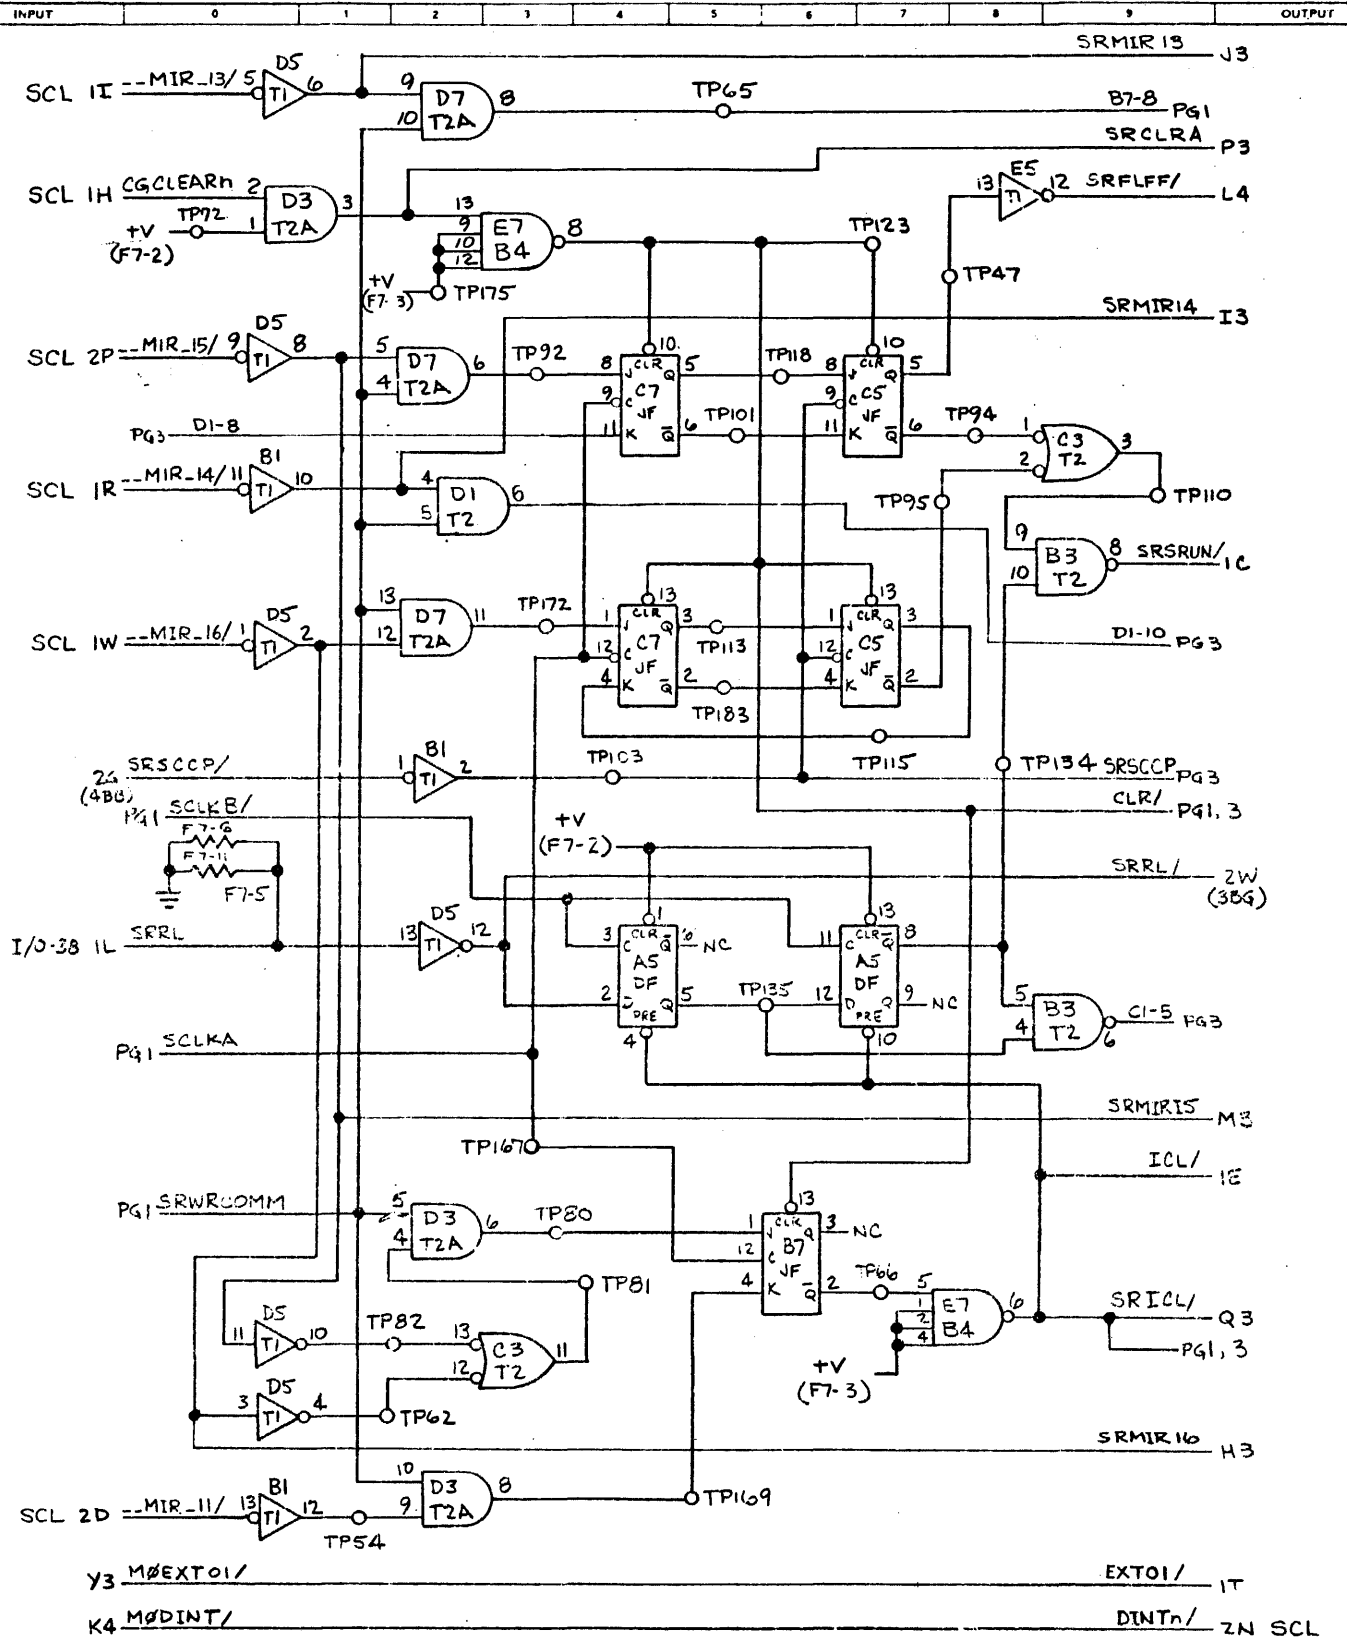 INPUT 0 1 2 3 4 5 6 7 8 9 OUTPUT
SRMIR 13 J3
SCL 1I --MIR_13/ 5 D5 T1 6
9 10 D7 T2A 8 TP65 B7-8 PG1
SRCLRA P3
SCL 1H CGCLEARn 2 D3 T2A 3
+V TP72 1
(F7-2)
13 9 10 12 E7 B4 8 TP123
+V (F7-3) TP175
13 E5 T1 12 SRFLFF/ L4
TP47
SRMIR14 I3
SCL 2P --MIR_15/ 9 D5 T1 8
5 4 D7 T2A 6 TP92
8 9 11 10 J CLR Q C C7 JF K Q 5 6
TP118 TP101
8 9 11 10 J CLR Q C C5 JF K Q 5 6
TP94 1 2 C3 T2 3
TP95 TP110
PG3 D1-8
SCL 1R --MIR_14/ 11 B1 T1 10
4 5 D1 T2 6
9 10 B3 T2 8 SRSRUN/ 1C
SCL 1W --MIR_16/ 1 D5 T1 2
13 12 D7 T2A 11 TP172
1 12 4 13 J CLR Q C C7 JF K Q 3 2
TP113 TP183
1 12 4 13 J CLR Q C C5 JF K Q 3 2
D1-10 PG3
TP115
2G SRSCCP/ 1 B1 T1 2 TP103
(4BB)
TP134 SRSCCP PG3
PG1 SCLKB/
CLR/ PG1, 3
F7-6
F7-11
F7-5
+V
(F7-2)
SRRL/ 2W
(3BG)
I/O-3B 1L SRRL 13 D5 T1 12
3 2 1 4 C CLR Q A5 DF D Q PRE 6 NC 5
TP135
11 12 13 10 C CLR Q A5 DF D Q PRE 8 9 NC
5 4 B3 T2 6 C1-5 PG3
PG1 SCLKA
SRMIR15 M3
TP167
ICL/ 1E
PG1 SRWRCOMM
5 4 D3 T2A 6 TP80
1 12 4 13 J CLR Q C B7 JF K Q 3 NC 2
TP81
TP66 5 1 2 4 E7 B4 6
SRICL/ Q3
PG1, 3
11 D5 T1 10 TP82 13 12 C3 T2 11
+V
(F7-3)
3 D5 T1 4 TP62
SRMIR 16 H3
10 9 D3 T2A 8 TP169
SCL 2D --MIR_11/ 13 B1 T1 12 TP54
Y3 MØEXT01/ EXT01/ 1T
K4 MØDINT/ DINTn/ 2N SCL